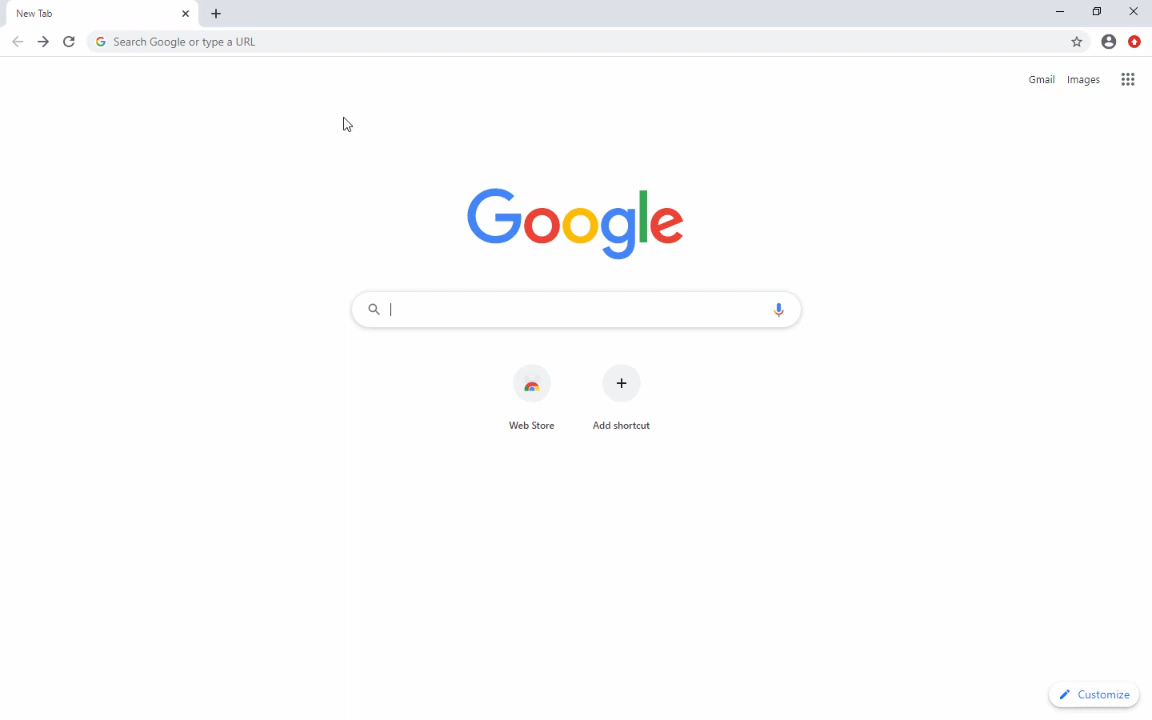 New Tab
Search Google or type a URL
Gmail Images
Google
Web Store Add shortcut
Customize